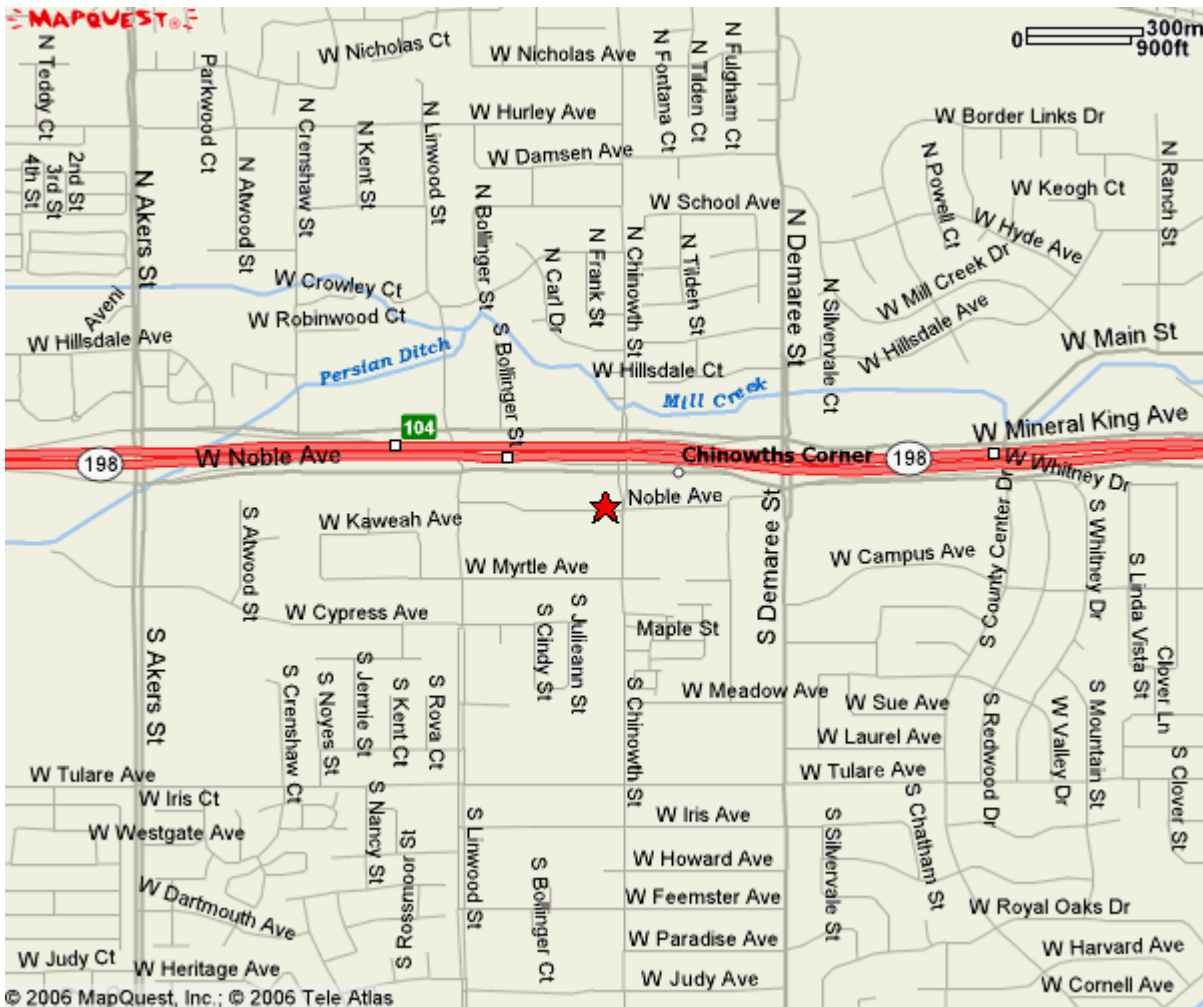 MAPQUEST®
300m
0
900ft
W Nicholas Ct
W Nicholas Ave
N Teddy Ct
Parkwood Ct
N Fontana Ct
N Tilden Ct
N Fulgham Ct
N Crenshaw St
N Kent St
N Linwood St
W Hurley Ave
W Damsen Ave
W Border Links Dr
2nd St
3rd St
4th St
N Akers St
N Atwood St
N Bollinger St
W School Ave
N Powell Ct
W Keogh Ct
N Ranch St
W Hyde Ave
N Demaree St
N Carl Dr
N Frank St
N Chinowth St
N Tilden St
N Silvervale Ct
W Mill Creek Dr
W Hillsdale Ave
W Crowley Ct
Aveni
W Robinwood Ct
W Hillsdale Ave
Persian Ditch
S Bollinger St
W Hillsdale Ct
Mill Creek
W Main St
104
W Mineral King Ave
198
W Noble Ave
Chinowths Corner
198
W Whitney Dr
Noble Ave
S Atwood St
W Kaweah Ave
S Demaree St
S County Center Dr
S Whitney Dr
W Myrtle Ave
W Campus Ave
S Linda Vista St
W Cypress Ave
S Cindy St
S Julieann St
Maple St
S Akers St
S Crenshaw Ct
S Noyes St
S Jennie St
S Kent Ct
S Rova Ct
S Chinowth St
W Meadow Ave
W Sue Ave
S Redwood Dr
W Valley Dr
S Mountain St
Clover Ln
W Laurel Ave
W Tulare Ave
W Tulare Ave
S Clover St
W Iris Ct
W Westgate Ave
S Nancy St
S Rossmoor St
S Linwood St
W Iris Ave
S Silvervale St
S Chatham St
W Howard Ave
S Bollinger Ct
W Feemster Ave
W Dartmouth Ave
W Royal Oaks Dr
W Paradise Ave
W Harvard Ave
W Judy Ct
W Heritage Ave
W Judy Ave
W Cornell Ave
© 2006 MapQuest, Inc.; © 2006 Tele Atlas